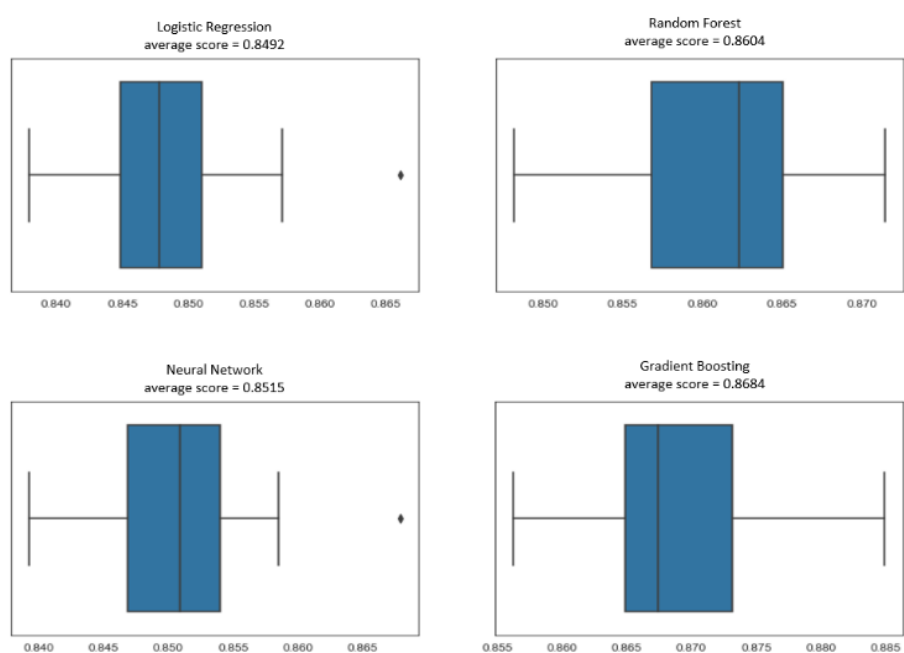 Logistic Regression
average score = 0.8492
0.840 0.845 0.850 0.855 0.860 0.865
Random Forest
average score = 0.8604
0.850 0.855 0.860 0.865 0.870
Neural Network
average score = 0.8515
0.840 0.845 0.850 0.855 0.860 0.865
Gradient Boosting
average score = 0.8684
0.855 0.860 0.865 0.870 0.875 0.880 0.885